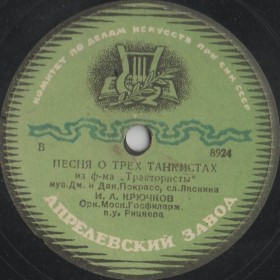 КОМИТЕТ ПО ДЕЛАМ ИСКУССТВ ПРИ СНК СССР
В
8924
ПЕСНЯ О ТРЕХ ТАНКИСТАХ
из ф-ма „Трактористы"
муз. Дм. и Дан. Покрасс, сл. Ласкина
И. А. КРЮЧКОВ
Орк. Моск. Госфиларм.
п. у. Рицнера
АПРЕЛЕВСКИЙ ЗАВОД